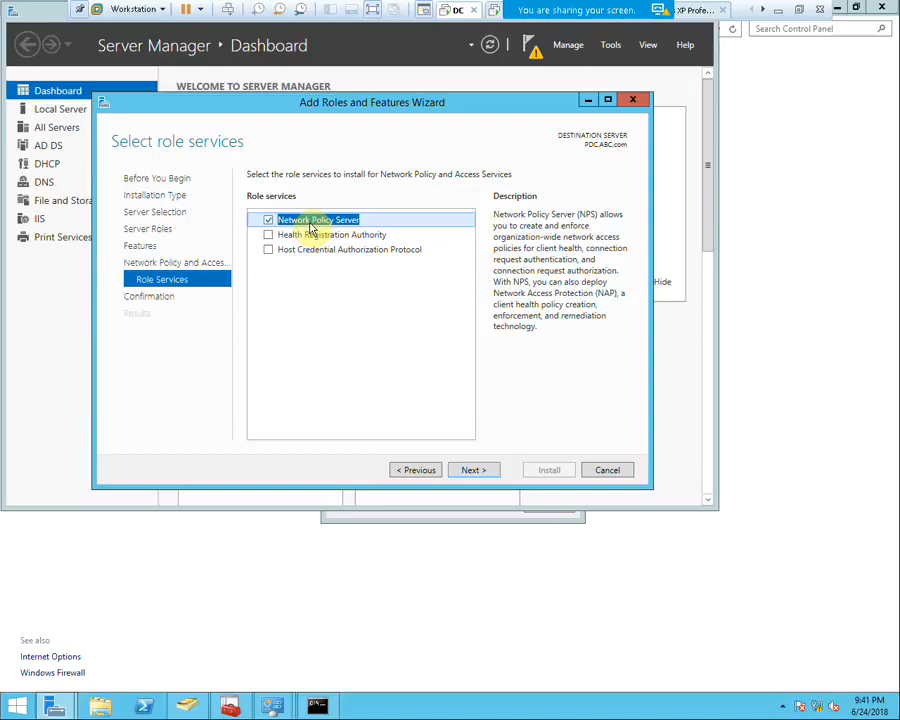 Workstation
DC
You are sharing your screen.
XP Profe...
Server Manager
Dashboard
Manage
Tools
View
Help
Search Control Panel
WELCOME TO SERVER MANAGER
Dashboard
Local Server
All Servers
AD DS
DHCP
DNS
File and Stora
IIS
Print Services
Hide
Add Roles and Features Wizard
Select role services
DESTINATION SERVER
PDC.ABC.com
Before You Begin
Installation Type
Server Selection
Server Roles
Features
Network Policy and Acces...
Role Services
Confirmation
Results
Select the role services to install for Network Policy and Access Services
Role services
Network Policy Server
Health Registration Authority
Host Credential Authorization Protocol
Description
Network Policy Server (NPS) allows
you to create and enforce
organization-wide network access
policies for client health, connection
request authentication, and
connection request authorization.
With NPS, you can also deploy
Network Access Protection (NAP), a
client health policy creation,
enforcement, and remediation
technology.
< Previous
Next >
Install
Cancel
See also
Internet Options
Windows Firewall
9:41 PM
6/24/2018